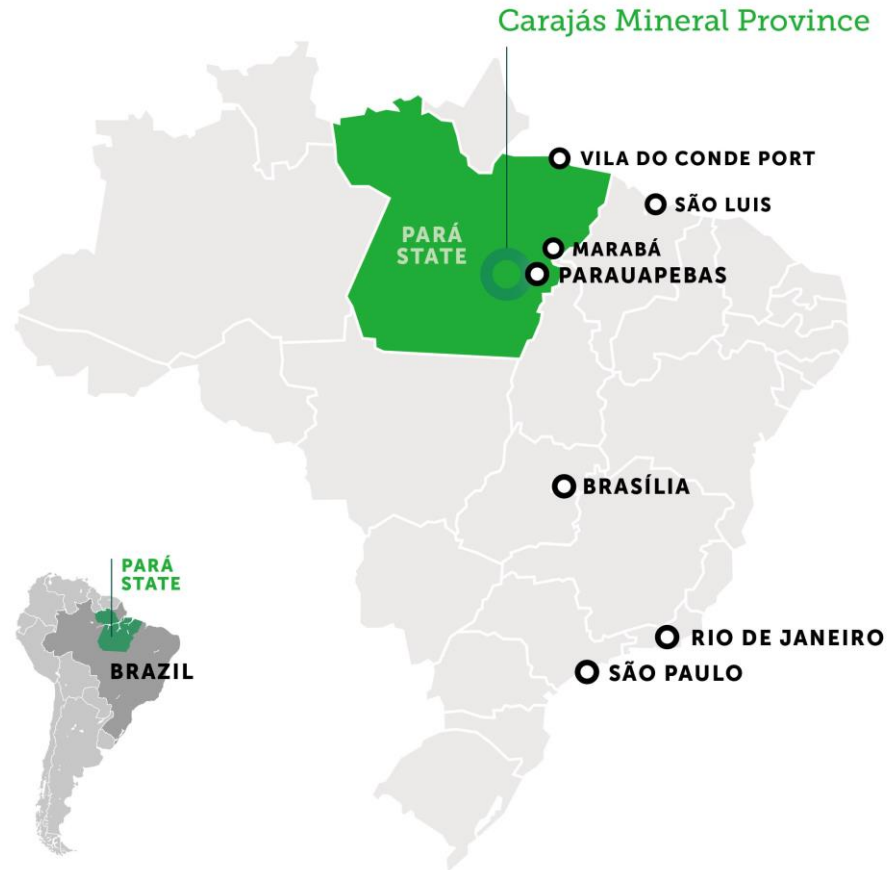 Carajás Mineral Province
VILA DO CONDE PORT
SÃO LUIS
PARÁ
STATE
MARABÁ
PARAUAPEBAS
BRASÍLIA
PARÁ
STATE
BRAZIL
RIO DE JANEIRO
SÃO PAULO